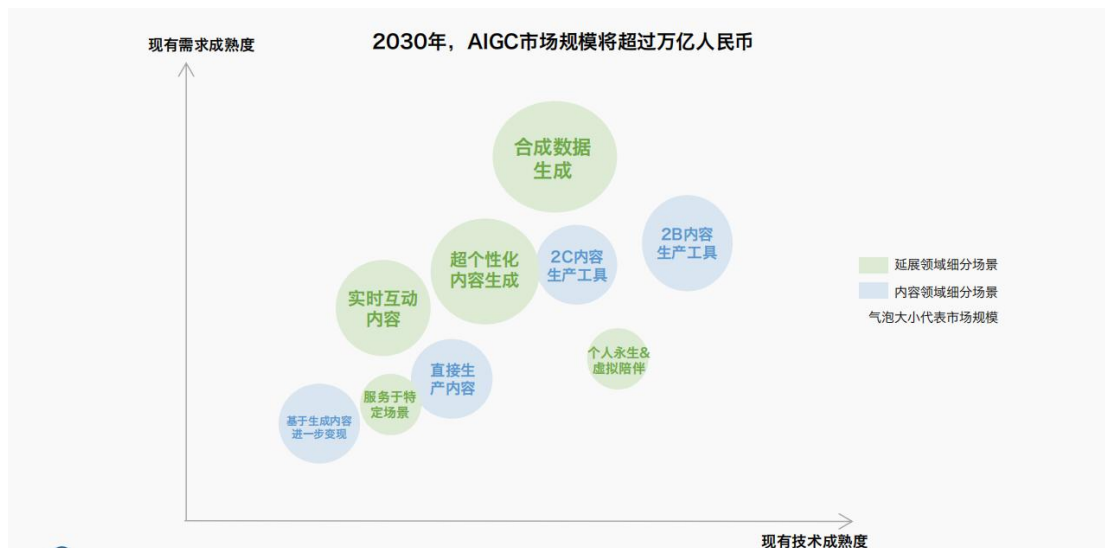 2030年，AIGC市场规模将超过万亿人民币
现有需求成熟度
合成数据
生成
2B内容
生产工具
超个性化
内容生成
2C内容
生产工具
延展领域细分场景
内容领域细分场景
气泡大小代表市场规模
实时互动
内容
个人永生&
虚拟陪伴
直接生
产内容
服务于特
定场景
基于生成内容
进一步变现
现有技术成熟度